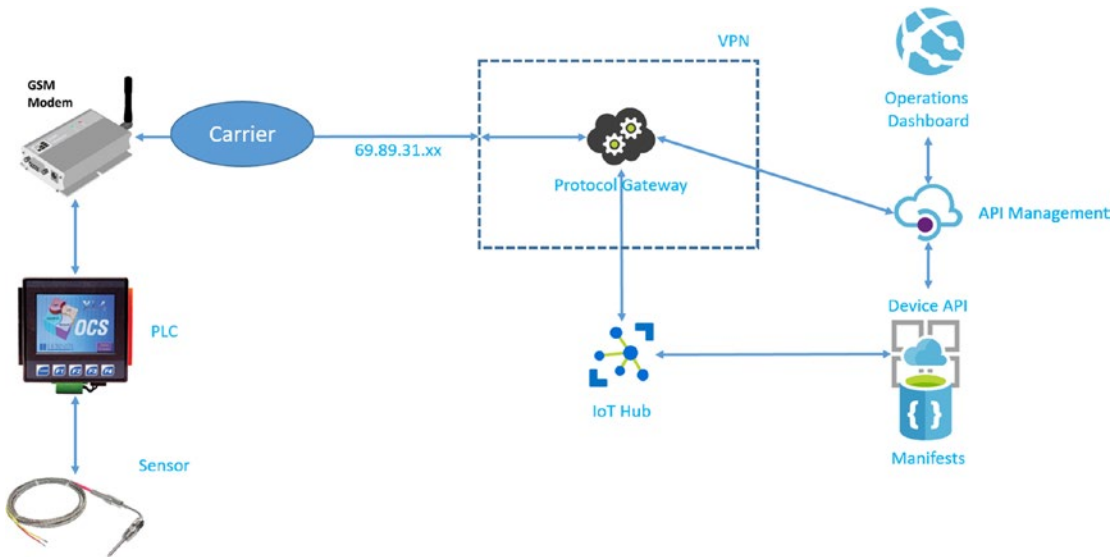 VPN
GSM
Modem
Carrier
69.89.31.xx
Protocol Gateway
Operations
Dashboard
API Management
OCS
PLC
Device API
IoT Hub
Manifests
Sensor